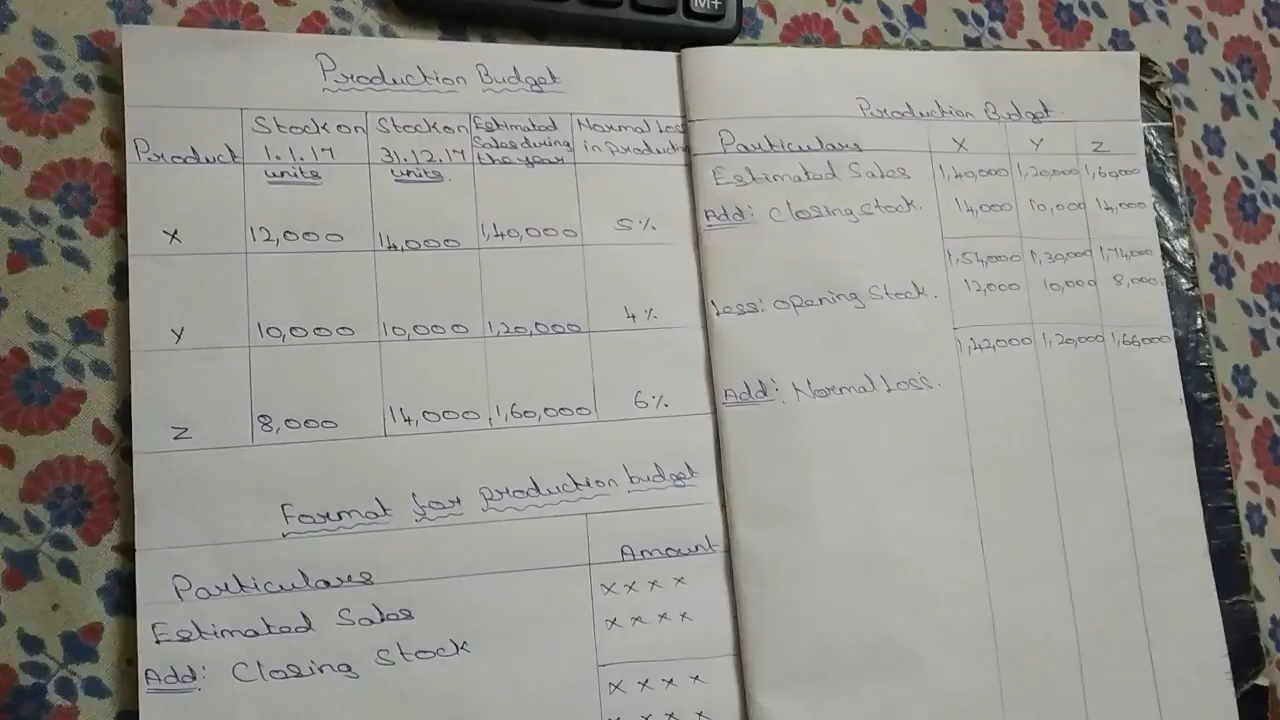 M+
Production Budget
Product | Stock on 1.1.17 units | Stock on 31.12.17 units. | Estimated Sales during the year | Normal Loss in Producti
X | 12,000 | 14,000 | 1,40,000 | 5%
Y | 10,000 | 10,000 | 1,20,000 | 4%
Z | 8,000 | 14,000 | 1,60,000 | 6%
Format for production budget
Particulars | Amount
Estimated Sales | x x x x
Add: Closing Stock | x x x x
x x x x
x x x x
Production Budget.
Particulars | X | Y | Z
Estimated Sales | 1,40,000 | 1,20,000 | 1,60,000
Add: Closing stock. | 14,000 | 10,000 | 14,000
1,54,000 | 1,30,000 | 1,74,000
Less: Opening Stock. | 12,000 | 10,000 | 8,000.
1,42,000 | 1,20,000 | 1,66,000
Add: Normal Loss.